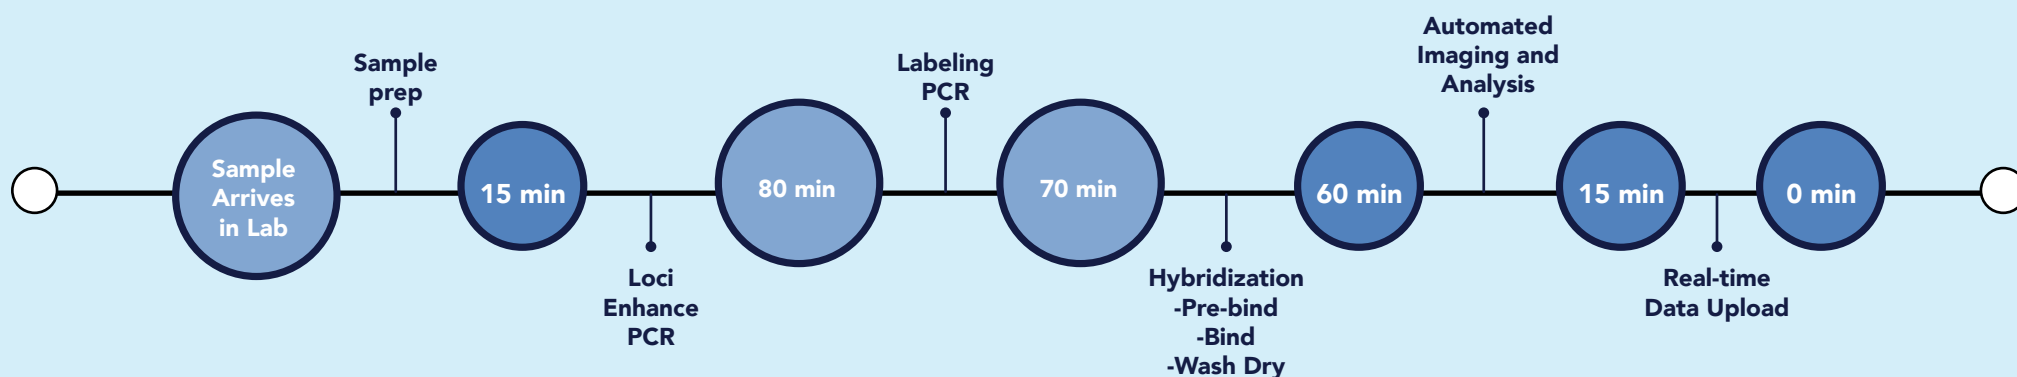 Sample
Arrives
in Lab
Sample
prep
15 min
Loci
Enhance
PCR
80 min
Labeling
PCR
70 min
Hybridization
-Pre-bind
-Bind
-Wash Dry
60 min
Automated
Imaging and
Analysis
15 min
Real-time
Data Upload
0 min